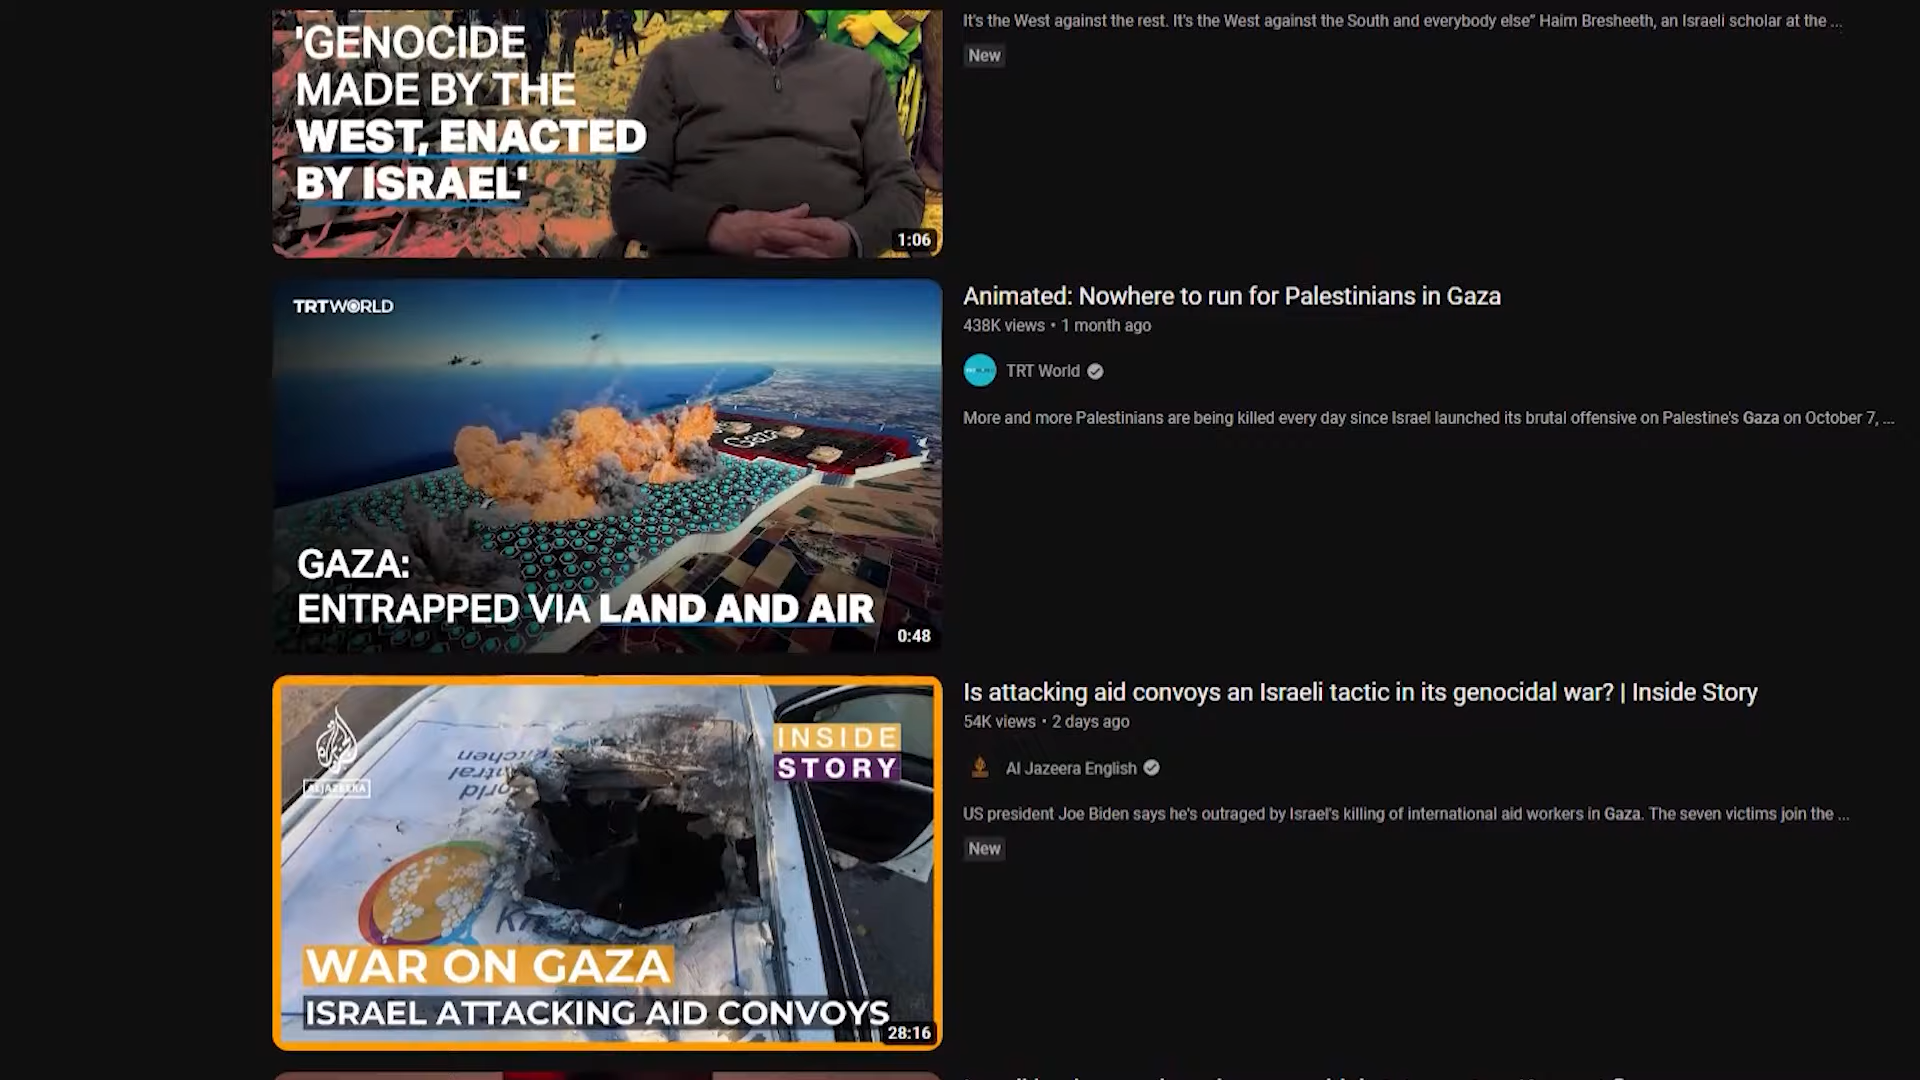 'GENOCIDE
MADE BY THE
WEST, ENACTED
BY ISRAEL'
1:06
It's the West against the rest. It's the West against the South and everybody else” Haim Bresheeth, an Israeli scholar at the ...
New
TRT WORLD
Gaza
GAZA:
ENTRAPPED VIA LAND AND AIR
0:48
Animated: Nowhere to run for Palestinians in Gaza
438K views • 1 month ago
TRT World
More and more Palestinians are being killed every day since Israel launched its brutal offensive on Palestine's Gaza on October 7, ...
ALJAZEERA
INSIDE
STORY
WAR ON GAZA
ISRAEL ATTACKING AID CONVOYS
28:16
Is attacking aid convoys an Israeli tactic in its genocidal war? | Inside Story
54K views • 2 days ago
Al Jazeera English
US president Joe Biden says he's outraged by Israel's killing of international aid workers in Gaza. The seven victims join the ...
New